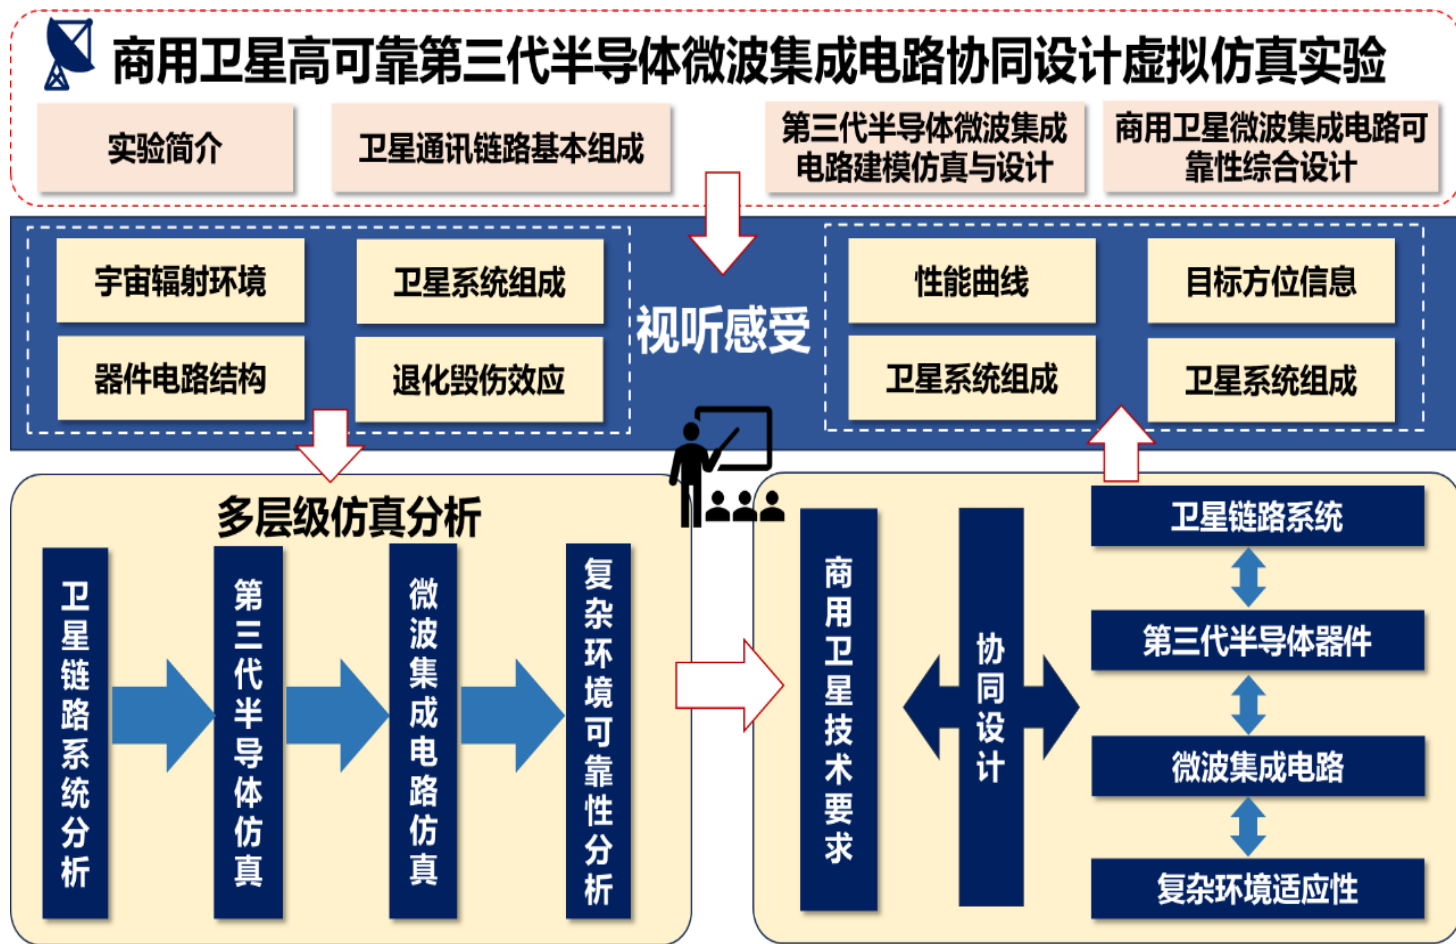 商用卫星高可靠第三代半导体微波集成电路协同设计虚拟仿真实验
实验简介
卫星通讯链路基本组成
第三代半导体微波集成
电路建模仿真与设计
商用卫星微波集成电路可
靠性综合设计
宇宙辐射环境
卫星系统组成
器件电路结构
退化毁伤效应
视听感受
性能曲线
目标方位信息
卫星系统组成
卫星系统组成
多层级仿真分析
卫星链路系统分析
第三代半导体仿真
微波集成电路仿真
复杂环境可靠性分析
商用卫星技术要求
协同设计
卫星链路系统
第三代半导体器件
微波集成电路
复杂环境适应性